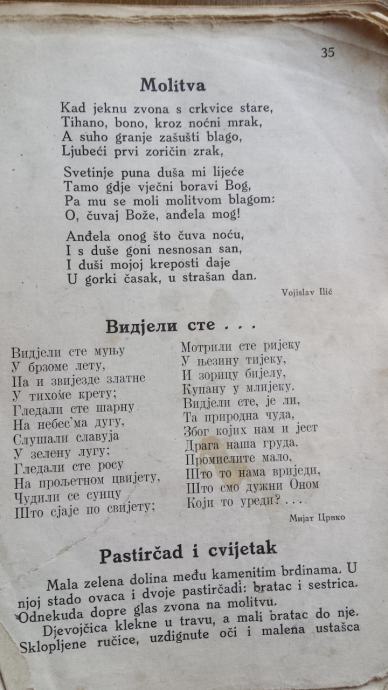 35
Molitva
Kad jeknu zvona s crkvice stare,
Tihano, bono, kroz noćni mrak,
A suho granje zašušti blago,
Ljubeći prvi zoričin zrak,
Svetinje puna duša mi lijeće
Tamo gdje vječni boravi Bog,
Pa mu se moli molitvom blagom:
O, čuvaj Bože, anđela mog!
Anđela onog što čuva noću,
I s duše goni nesnosan san,
I duši mojoj kreposti daje
U gorki časak, u strašan dan.
Vojislav Ilić
Видјели сте . . .
Видјели сте муњу
У брзоме лету,
Па и звијезде златне
У тихоме крету;
Гледали сте шарну
На небес'ма дугу,
Слушали славуја
У зелену лугу;
Гледали сте росу
На прољетном цвијету,
Чудили се сунцу
Што сјаје по свијету;
Мотрили сте ријеку
У њезину тијеку,
И зорицу бијелу,
Купану у млијеку.
Видјели сте, је ли,
Та природна чуда,
Због којих нам и јест
Драга наша груда.
Промислите мало,
Што то нама вриједи,
Што смо дужни Оном
Који то уреди? . . .
Мијат Црнко
Pastirčad i cvijetak
Mala zelena dolina među kamenitim brdinama. U
njoj stado ovaca i dvoje pastirčadi: bratac i sestrica.
Odnekuda dopre glas zvona na molitvu.
Djevojčica klekne u travu, a mali bratac do nje.
Sklopljene ručice, uzdignute oči i malena ustašca